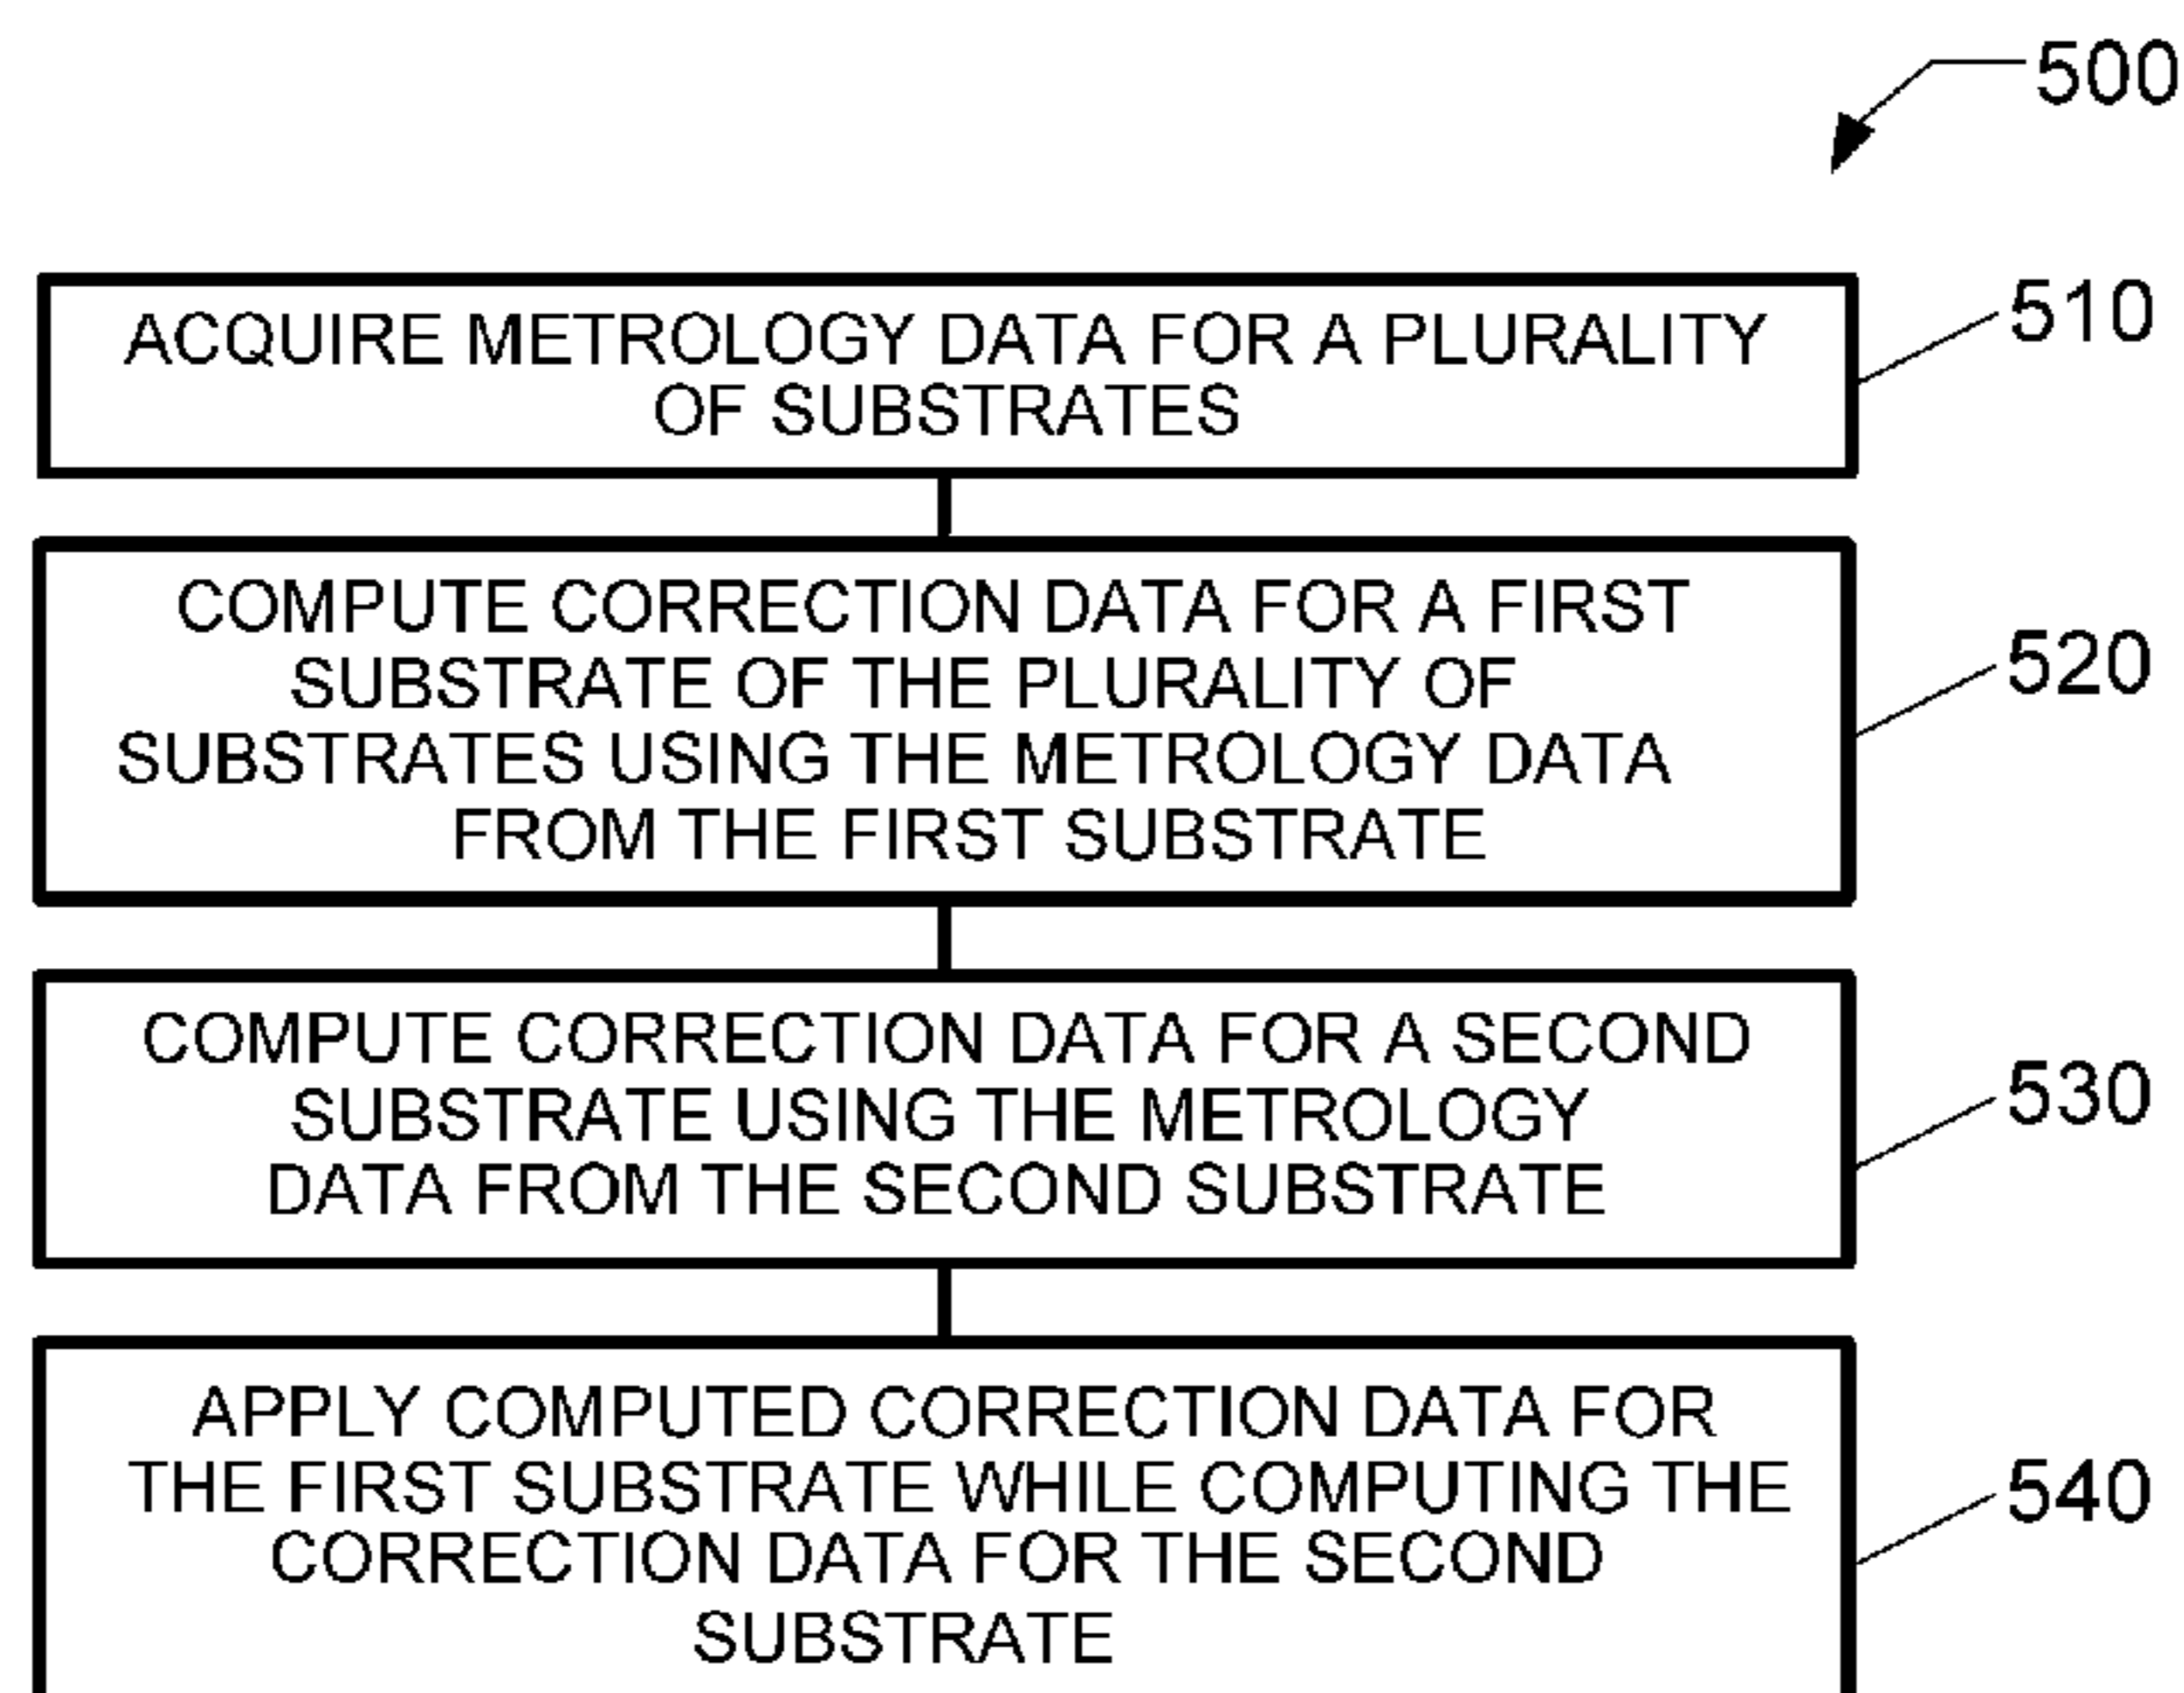 500
ACQUIRE METROLOGY DATA FOR A PLURALITY
OF SUBSTRATES
510
COMPUTE CORRECTION DATA FOR A FIRST
SUBSTRATE OF THE PLURALITY OF
SUBSTRATES USING THE METROLOGY DATA
FROM THE FIRST SUBSTRATE
520
COMPUTE CORRECTION DATA FOR A SECOND
SUBSTRATE USING THE METROLOGY
DATA FROM THE SECOND SUBSTRATE
530
APPLY COMPUTED CORRECTION DATA FOR
THE FIRST SUBSTRATE WHILE COMPUTING THE
CORRECTION DATA FOR THE SECOND
SUBSTRATE
540